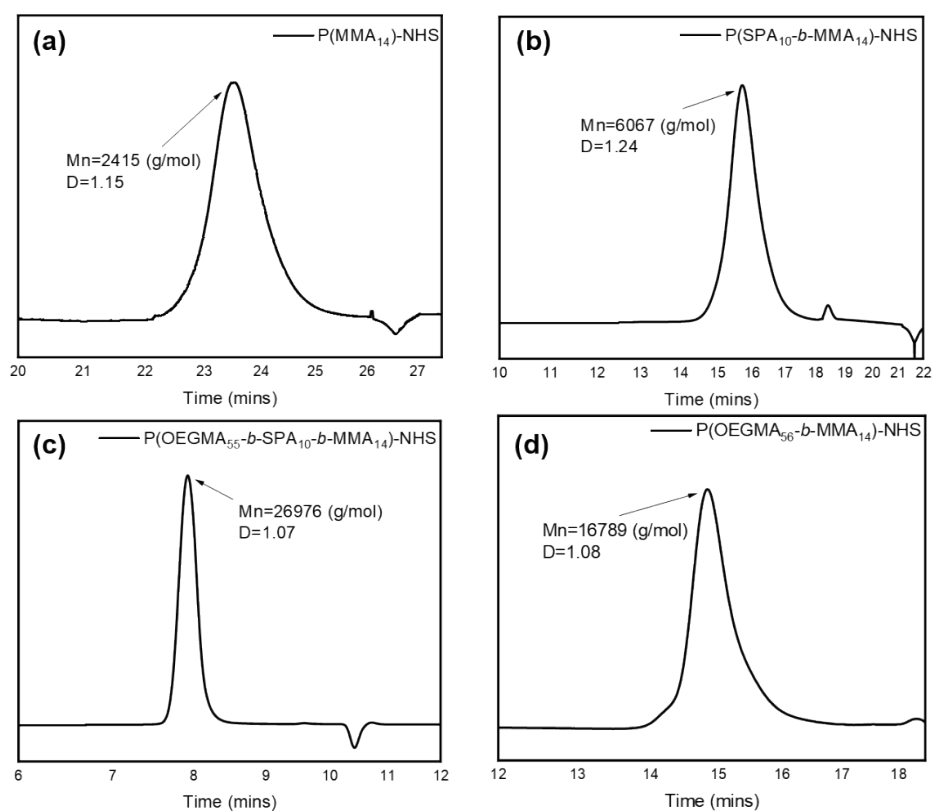 (a)
P(MMA₁₄)-NHS
Mn=2415 (g/mol)
D=1.15
20 21 22 23 24 25 26 27
Time (mins)
(b)
P(SPA₁₀-b-MMA₁₄)-NHS
Mn=6067 (g/mol)
D=1.24
10 11 12 13 14 15 16 17 18 19 20 21 22
Time (mins)
(c)
P(OEGMA₅₅-b-SPA₁₀-b-MMA₁₄)-NHS
Mn=26976 (g/mol)
D=1.07
6 7 8 9 10 11 12
Time (mins)
(d)
P(OEGMA₅₆-b-MMA₁₄)-NHS
Mn=16789 (g/mol)
D=1.08
12 13 14 15 16 17 18
Time (mins)